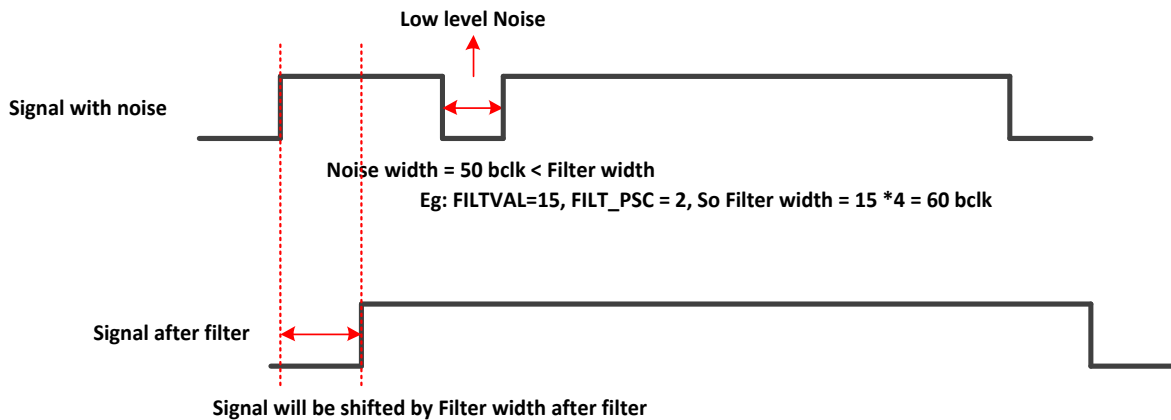 Low level Noise
Signal with noise
Noise width = 50 bclk < Filter width
Eg: FILTVAL=15, FILT_PSC = 2, So Filter width = 15 *4 = 60 bclk
Signal after filter
Signal will be shifted by Filter width after filter